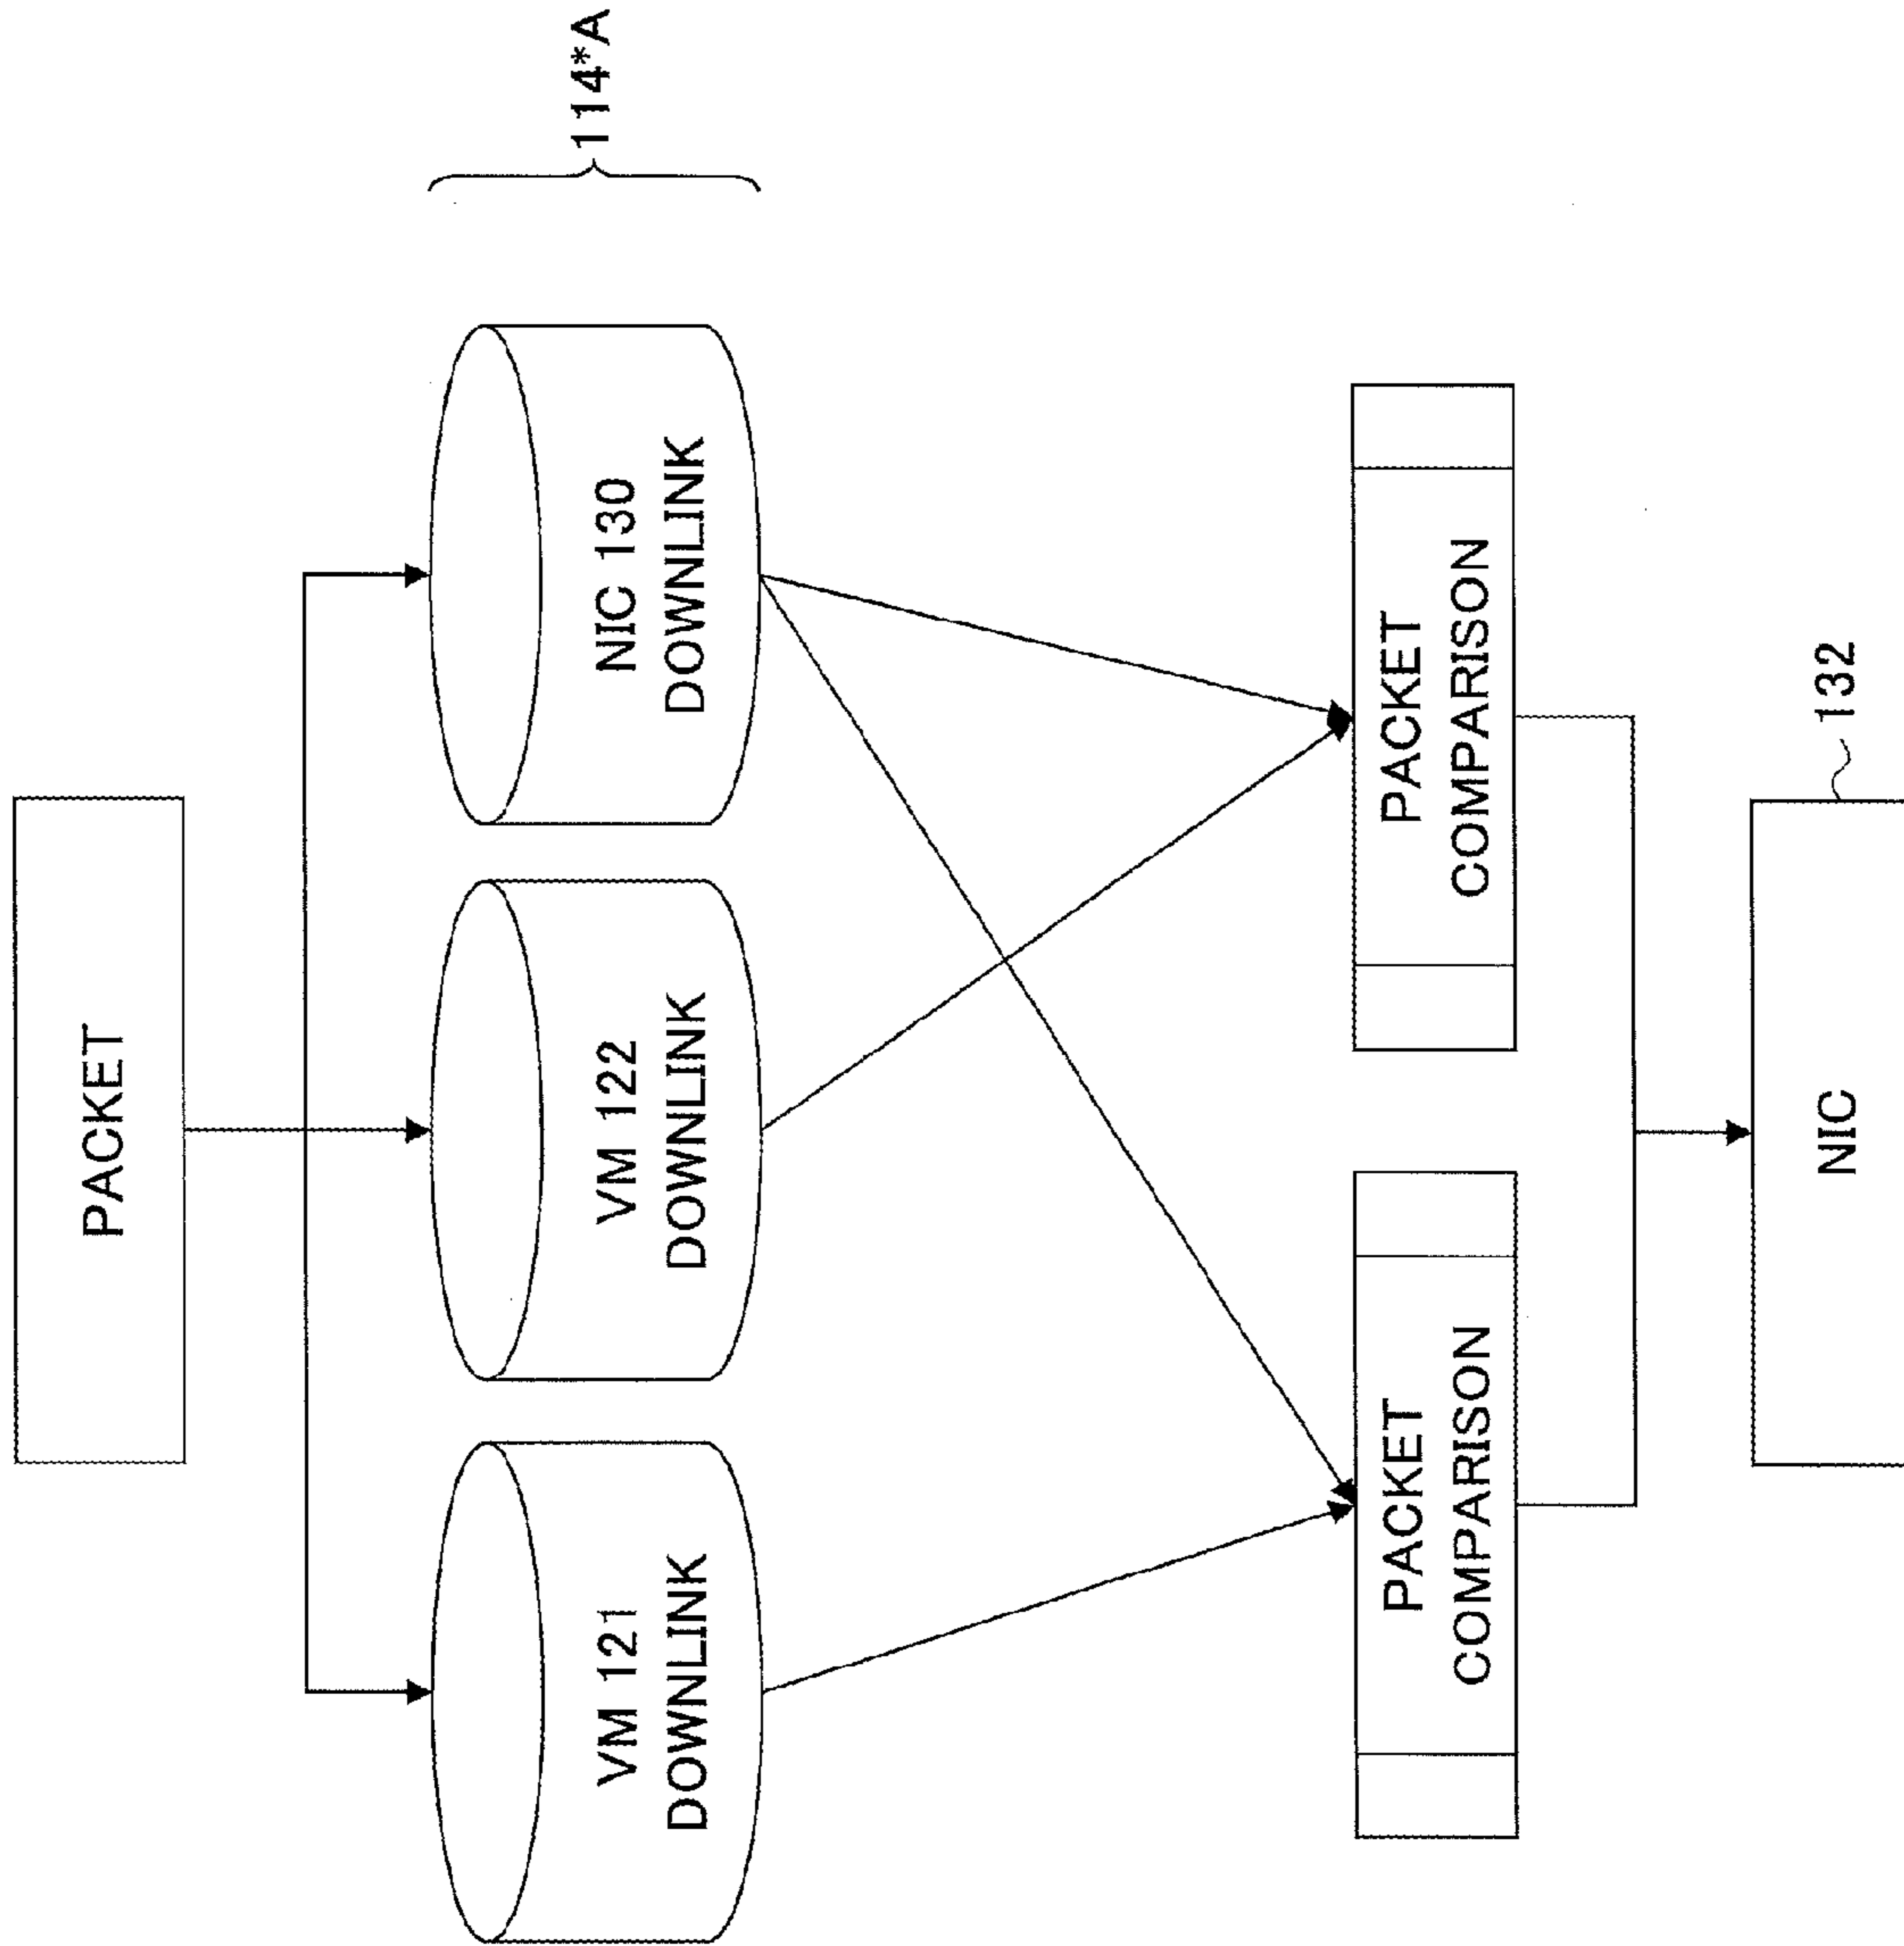 PACKET
VM 121
DOWNLINK
VM 122
DOWNLINK
NIC 130
DOWNLINK
114*A
PACKET
COMPARISON
PACKET
COMPARISON
NIC
132